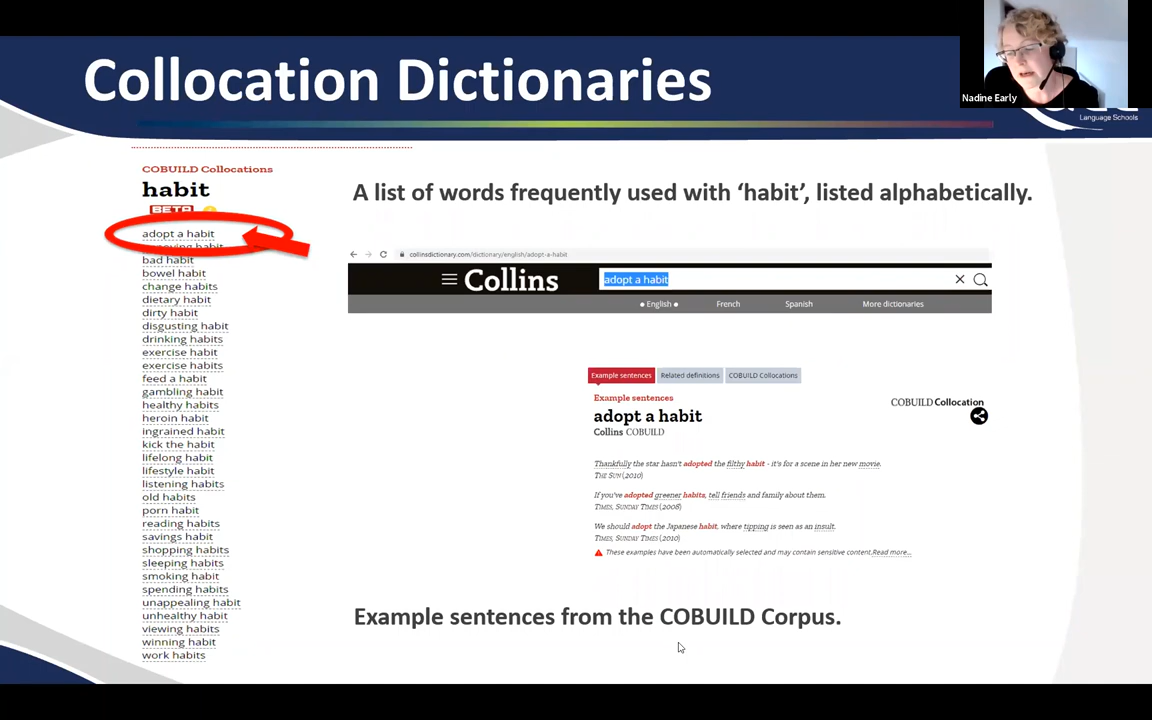 Collocation Dictionaries
Nadine Early
Language Schools
COBUILD Collocations
habit
BETA
adopt a habit
annoying habit
bad habit
bowel habit
change habits
dietary habit
dirty habit
disgusting habit
drinking habits
exercise habit
exercise habits
feed a habit
gambling habit
healthy habits
heroin habit
ingrained habit
kick the habit
lifelong habit
lifestyle habit
listening habits
old habits
porn habit
reading habits
savings habit
shopping habits
sleeping habits
smoking habit
spending habits
unappealing habit
unhealthy habit
viewing habits
winning habit
work habits
A list of words frequently used with ‘habit’, listed alphabetically.
collinsdictionary.com/dictionary/english/adopt-a-habit
Collins
adopt a habit
English French Spanish More dictionaries
Example sentences Related definitions COBUILD Collocations
Example sentences
adopt a habit
Collins COBUILD
COBUILD Collocation
Thankfully the star hasn't adopted the filthy habit - it's for a scene in her new movie.
THE SUN (2010)
If you've adopted greener habits, tell friends and family about them.
TIMES, SUNDAY TIMES (2008)
We should adopt the Japanese habit, where tipping is seen as an insult.
TIMES, SUNDAY TIMES (2010)
These examples have been automatically selected and may contain sensitive content.Read more...
Example sentences from the COBUILD Corpus.